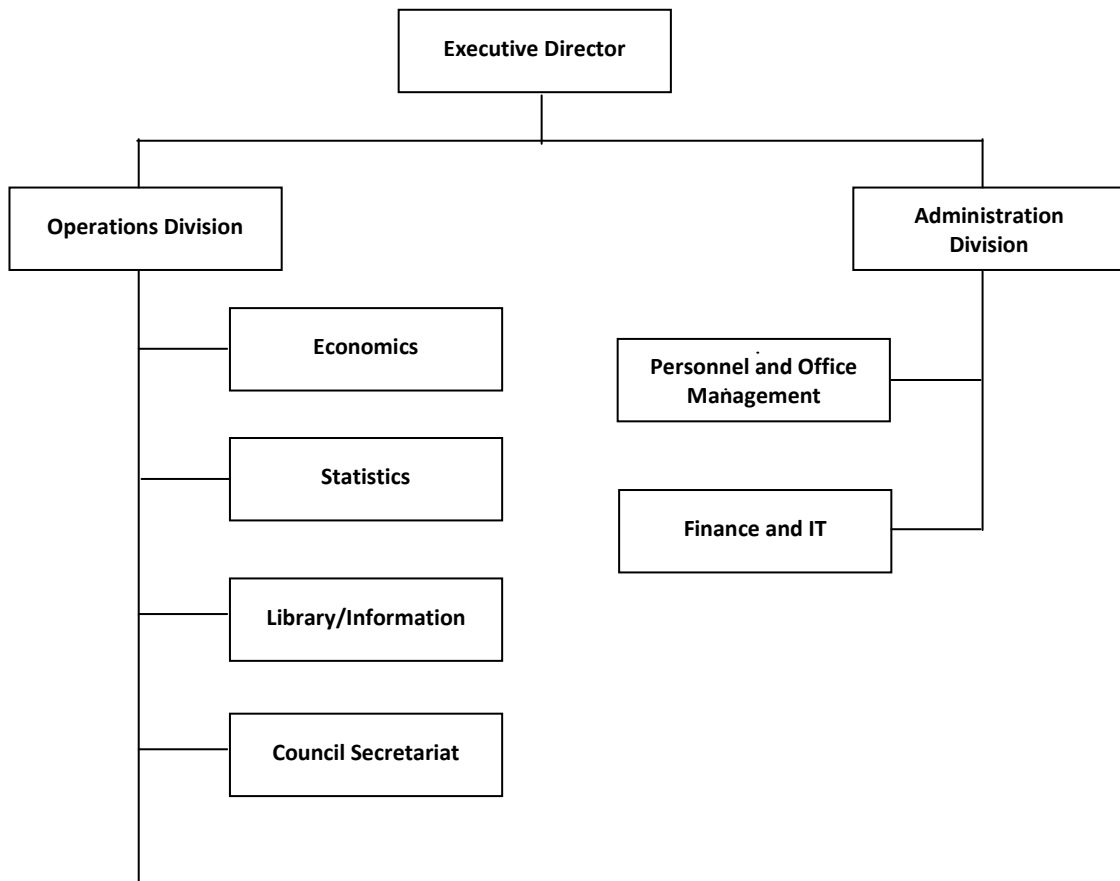 Executive Director
Operations Division
Administration
Division
Economics
Personnel and Office
Management
Statistics
Finance and IT
Library/Information
Council Secretariat